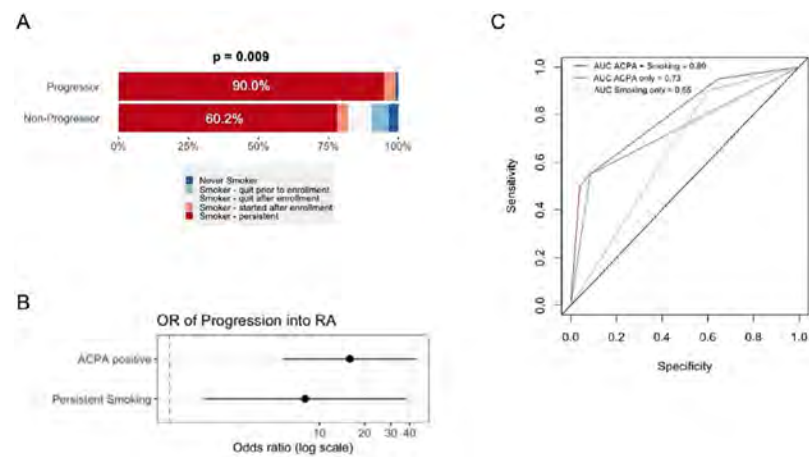 A
p = 0.009
Progressor
90.0%
Non-Progressor
60.2%
0%
25%
50%
75%
100%
Never Smoker
Smoker - quit prior to enrollment
Smoker - quit after enrollment
Smoker - started after enrollment
Smoker - persistent
B
OR of Progression into RA
ACPA positive
Persistent Smoking
10
20
30
40
Odds ratio (log scale)
C
AUC ACPA + Smoking = 0.80
AUC ACPA only = 0.73
AUC Smoking only = 0.65
Sensitivity
1.0
0.8
0.6
0.4
0.2
0.0
0.0
0.2
0.4
0.6
0.8
1.0
Specificity